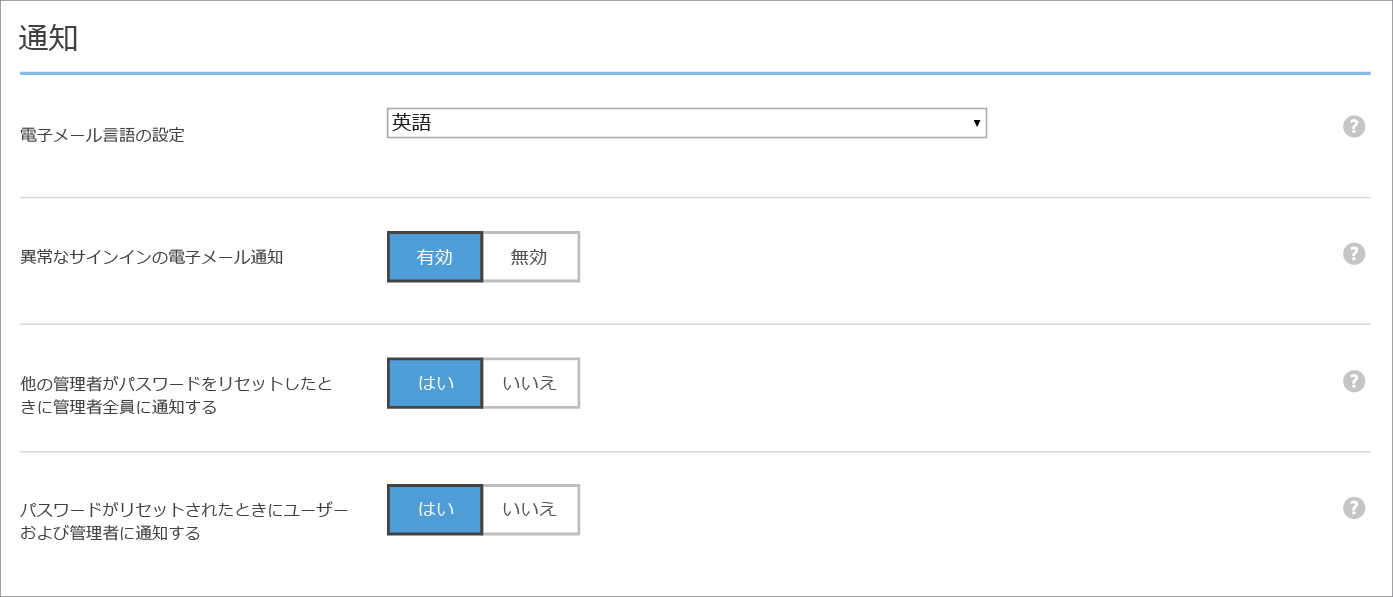 通知
電子メール言語の設定
英語
?
異常なサインインの電子メール通知
有効
無効
?
他の管理者がパスワードをリセットしたと
きに管理者全員に通知する
はい
いいえ
?
パスワードがリセットされたときにユーザー
および管理者に通知する
はい
いいえ
?